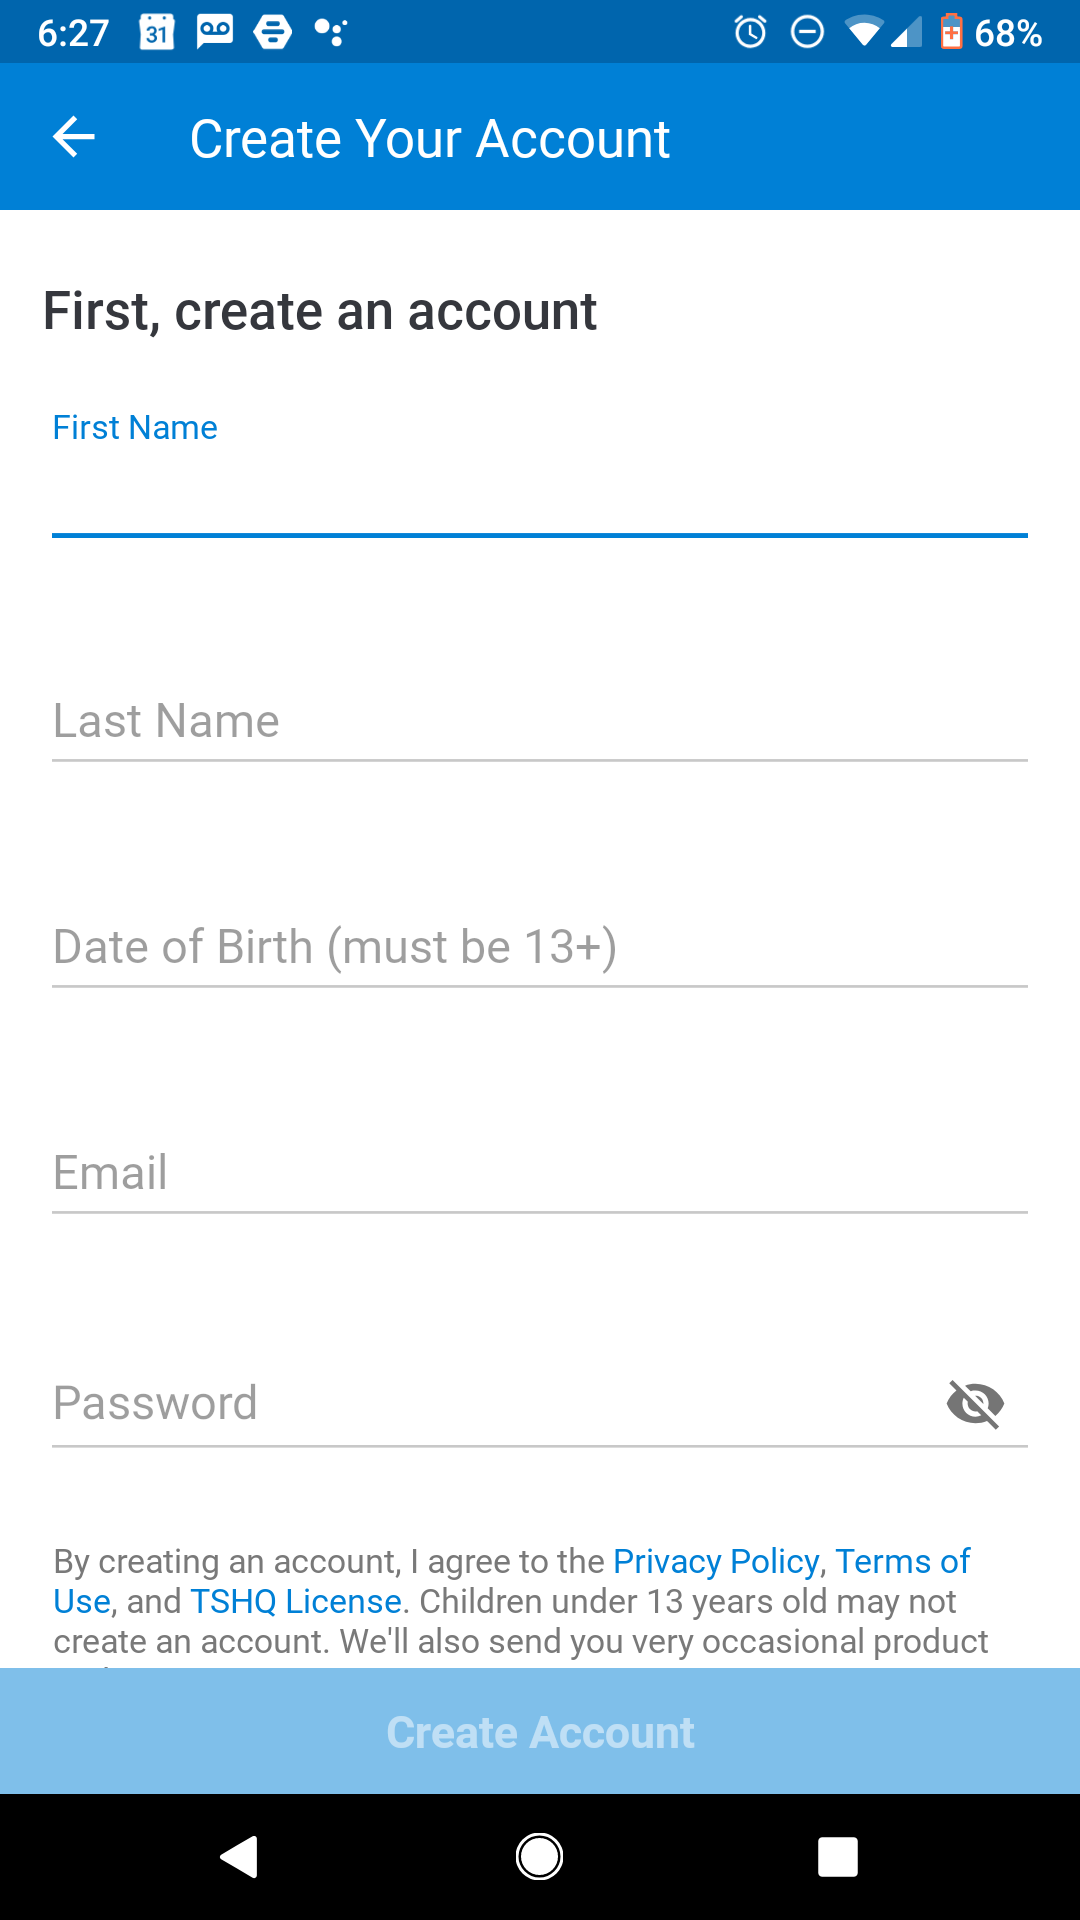 6:27 31 68%
Create Your Account
First, create an account
First Name
Last Name
Date of Birth (must be 13+)
Email
Password
By creating an account, I agree to the Privacy Policy, Terms of
Use, and TSHQ License. Children under 13 years old may not
create an account. We'll also send you very occasional product
Create Account